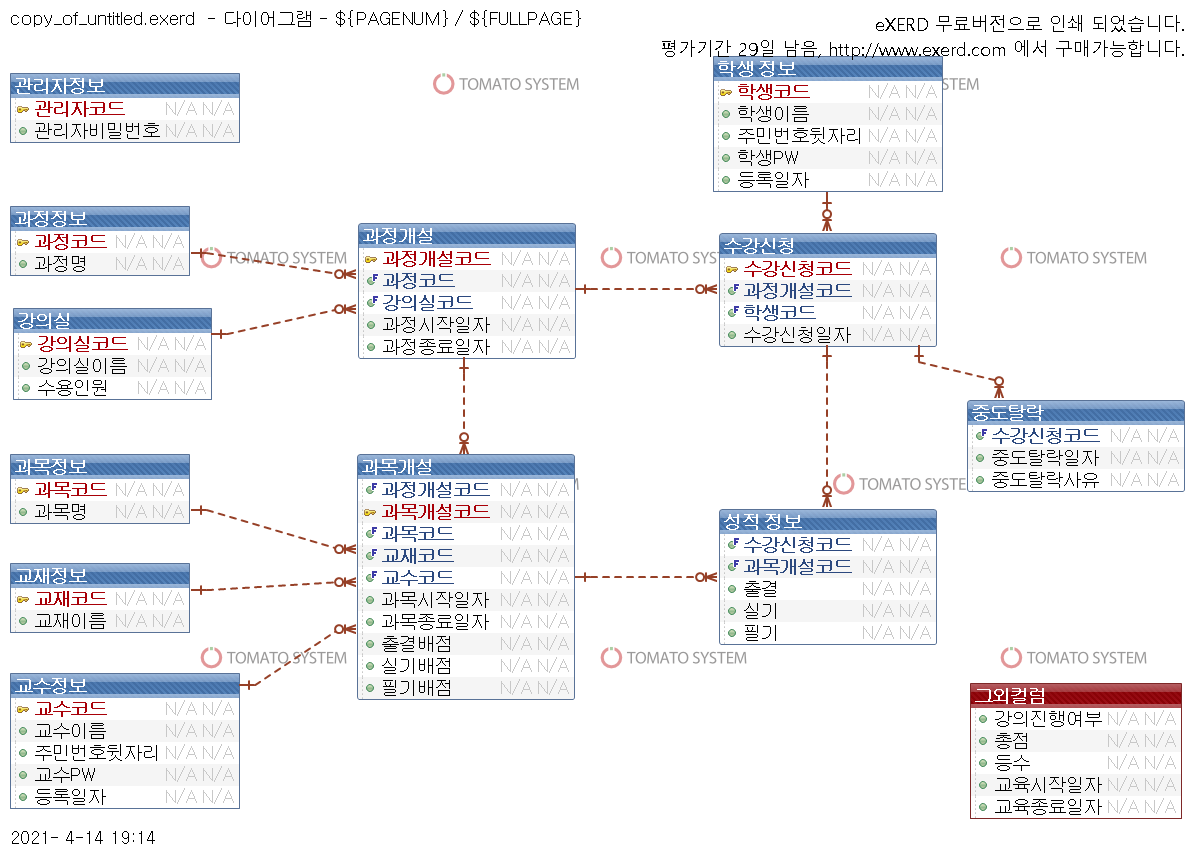 copy_of_untitled.exerd - 다이어그램 - ${PAGENUM} / ${FULLPAGE}
eXERD 무료버전으로 인쇄 되었습니다.
평가기간 29일 남음, http://www.exerd.com 에서 구매가능합니다.
관리자정보
관리자코드 N/A N/A
관리자비밀번호 N/A N/A
TOMATO SYSTEM
학생 정보
학생코드 N/A N/A
학생이름 N/A N/A
주민번호뒷자리 N/A N/A
학생PW N/A N/A
등록일자 N/A N/A
STEM
과정정보
과정코드 N/A N/A
과정명 N/A N/A
TOMATO SYSTEM
강의실
강의실코드 N/A N/A
강의실이름 N/A N/A
수용인원 N/A N/A
과정개설
과정개설코드 N/A N/A
과정코드 N/A N/A
강의실코드 N/A N/A
과정시작일자 N/A N/A
과정종료일자 N/A N/A
TOMATO SYS
수강신청
수강신청코드 N/A N/A
과정개설코드 N/A N/A
학생코드 N/A N/A
수강신청일자 N/A N/A
TOMATO SYSTEM
중도탈락
수강신청코드 N/A N/A
중도탈락일자 N/A N/A
중도탈락사유 N/A N/A
과목정보
과목코드 N/A N/A
과목명 N/A N/A
교재정보
교재코드 N/A N/A
교재이름 N/A N/A
TOMATO SYSTEM
교수정보
교수코드 N/A N/A
교수이름 N/A N/A
주민번호뒷자리 N/A N/A
교수PW N/A N/A
등록일자 N/A N/A
과목개설
과정개설코드 N/A N/A
과목개설코드 N/A N/A
과목코드 N/A N/A
교재코드 N/A N/A
교수코드 N/A N/A
과목시작일자 N/A N/A
과목종료일자 N/A N/A
출결배점 N/A N/A
실기배점 N/A N/A
필기배점 N/A N/A
TOMATO SYSTE
성적 정보
수강신청코드 N/A N/A
과목개설코드 N/A N/A
출결 N/A N/A
실기 N/A N/A
필기 N/A N/A
TOMATO SYSTEM
TOMATO SYSTEM
그외컬럼
강의진행여부 N/A N/A
총점 N/A N/A
등수 N/A N/A
교육시작일자 N/A N/A
교육종료일자 N/A N/A
2021- 4-14 19:14